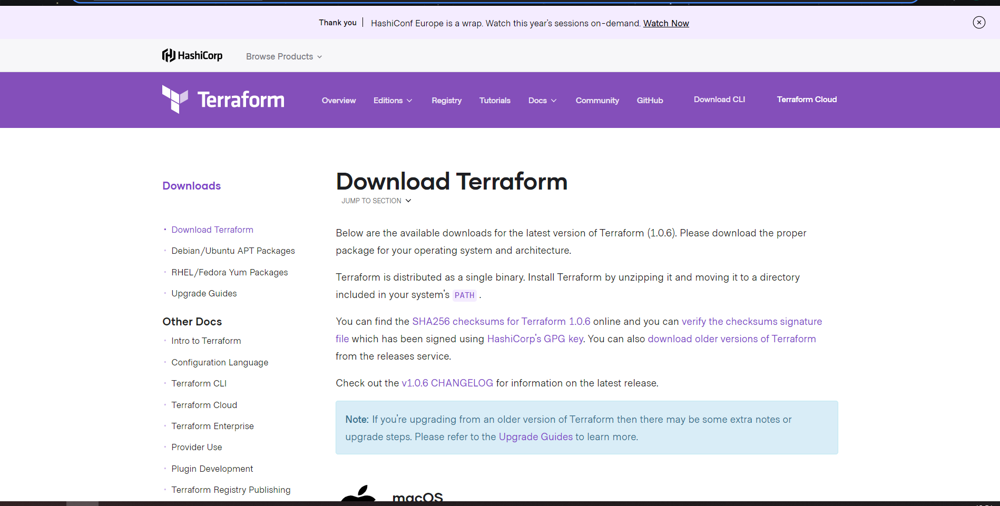 Thank you
HashiConf Europe is a wrap. Watch this year's sessions on-demand. Watch Now
HashiCorp
Browse Products
Terraform
Overview
Editions
Registry
Tutorials
Docs
Community
GitHub
Download CLI
Terraform Cloud
Downloads
Download Terraform
Debian/Ubuntu APT Packages
RHEL/Fedora Yum Packages
Upgrade Guides
Other Docs
Intro to Terraform
Configuration Language
Terraform CLI
Terraform Cloud
Terraform Enterprise
Provider Use
Plugin Development
Terraform Registry Publishing
Download Terraform
JUMP TO SECTION
Below are the available downloads for the latest version of Terraform (1.0.6). Please download the proper
package for your operating system and architecture.
Terraform is distributed as a single binary. Install Terraform by unzipping it and moving it to a directory
included in your system's PATH .
You can find the SHA256 checksums for Terraform 1.0.6 online and you can verify the checksums signature
file which has been signed using HashiCorp's GPG key. You can also download older versions of Terraform
from the releases service.
Check out the v1.0.6 CHANGELOG for information on the latest release.
Note: If you're upgrading from an older version of Terraform then there may be some extra notes or
upgrade steps. Please refer to the Upgrade Guides to learn more.
macOS